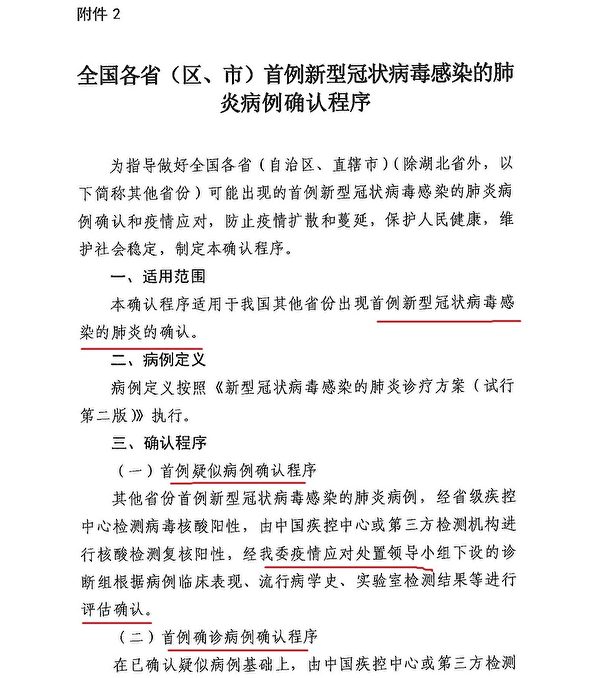 附件 2
全国各省（区、市）首例新型冠状病毒感染的肺
炎病例确认程序
为指导做好全国各省（自治区、直辖市）（除湖北省外，以
下简称其他省份）可能出现的首例新型冠状病毒感染的肺炎病
例确认和疫情应对，防止疫情扩散和蔓延，保护人民健康，维
护社会稳定，制定本确认程序。
一、适用范围
本确认程序适用于我国其他省份出现首例新型冠状病毒感
染的肺炎的确认。
二、病例定义
病例定义按照《新型冠状病毒感染的肺炎诊疗方案（试行
第二版）》执行。
三、确认程序
（一）首例疑似病例确认程序
其他省份首例新型冠状病毒感染的肺炎病例，经省级疾控
中心检测病毒核酸阳性，由中国疾控中心或第三方检测机构进
行核酸检测复核阳性，经我委疫情应对处置领导小组下设的诊
断组根据病例临床表现、流行病学史、实验室检测结果等进行
评估确认。
（二）首例确诊病例确认程序
在已确认疑似病例基础上，由中国疾控中心或第三方检测